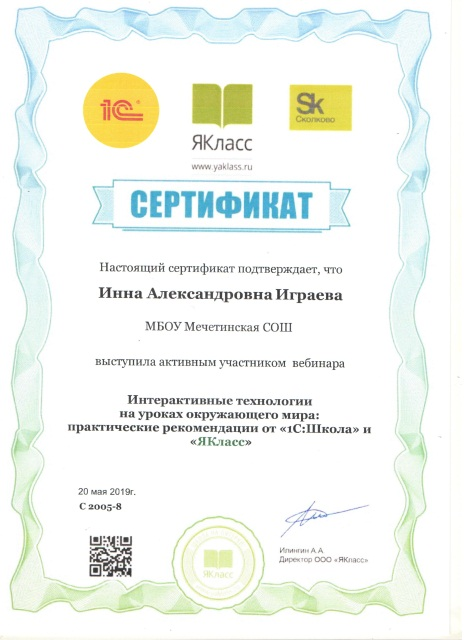 1С®
ЯКласс
www.yaklass.ru
Sk
Сколково
СЕРТИФИКАТ
Настоящий сертификат подтверждает, что
Инна Александровна Играева
МБОУ Мечетинская СОШ
выступила активным участником вебинара
Интерактивные технологии
на уроках окружающего мира:
практические рекомендации от «1С:Школа» и
«ЯКласс»
20 мая 2019г.
С 2005-8
ЯКласс
Илингин А.А.
Директор ООО «ЯКласс»